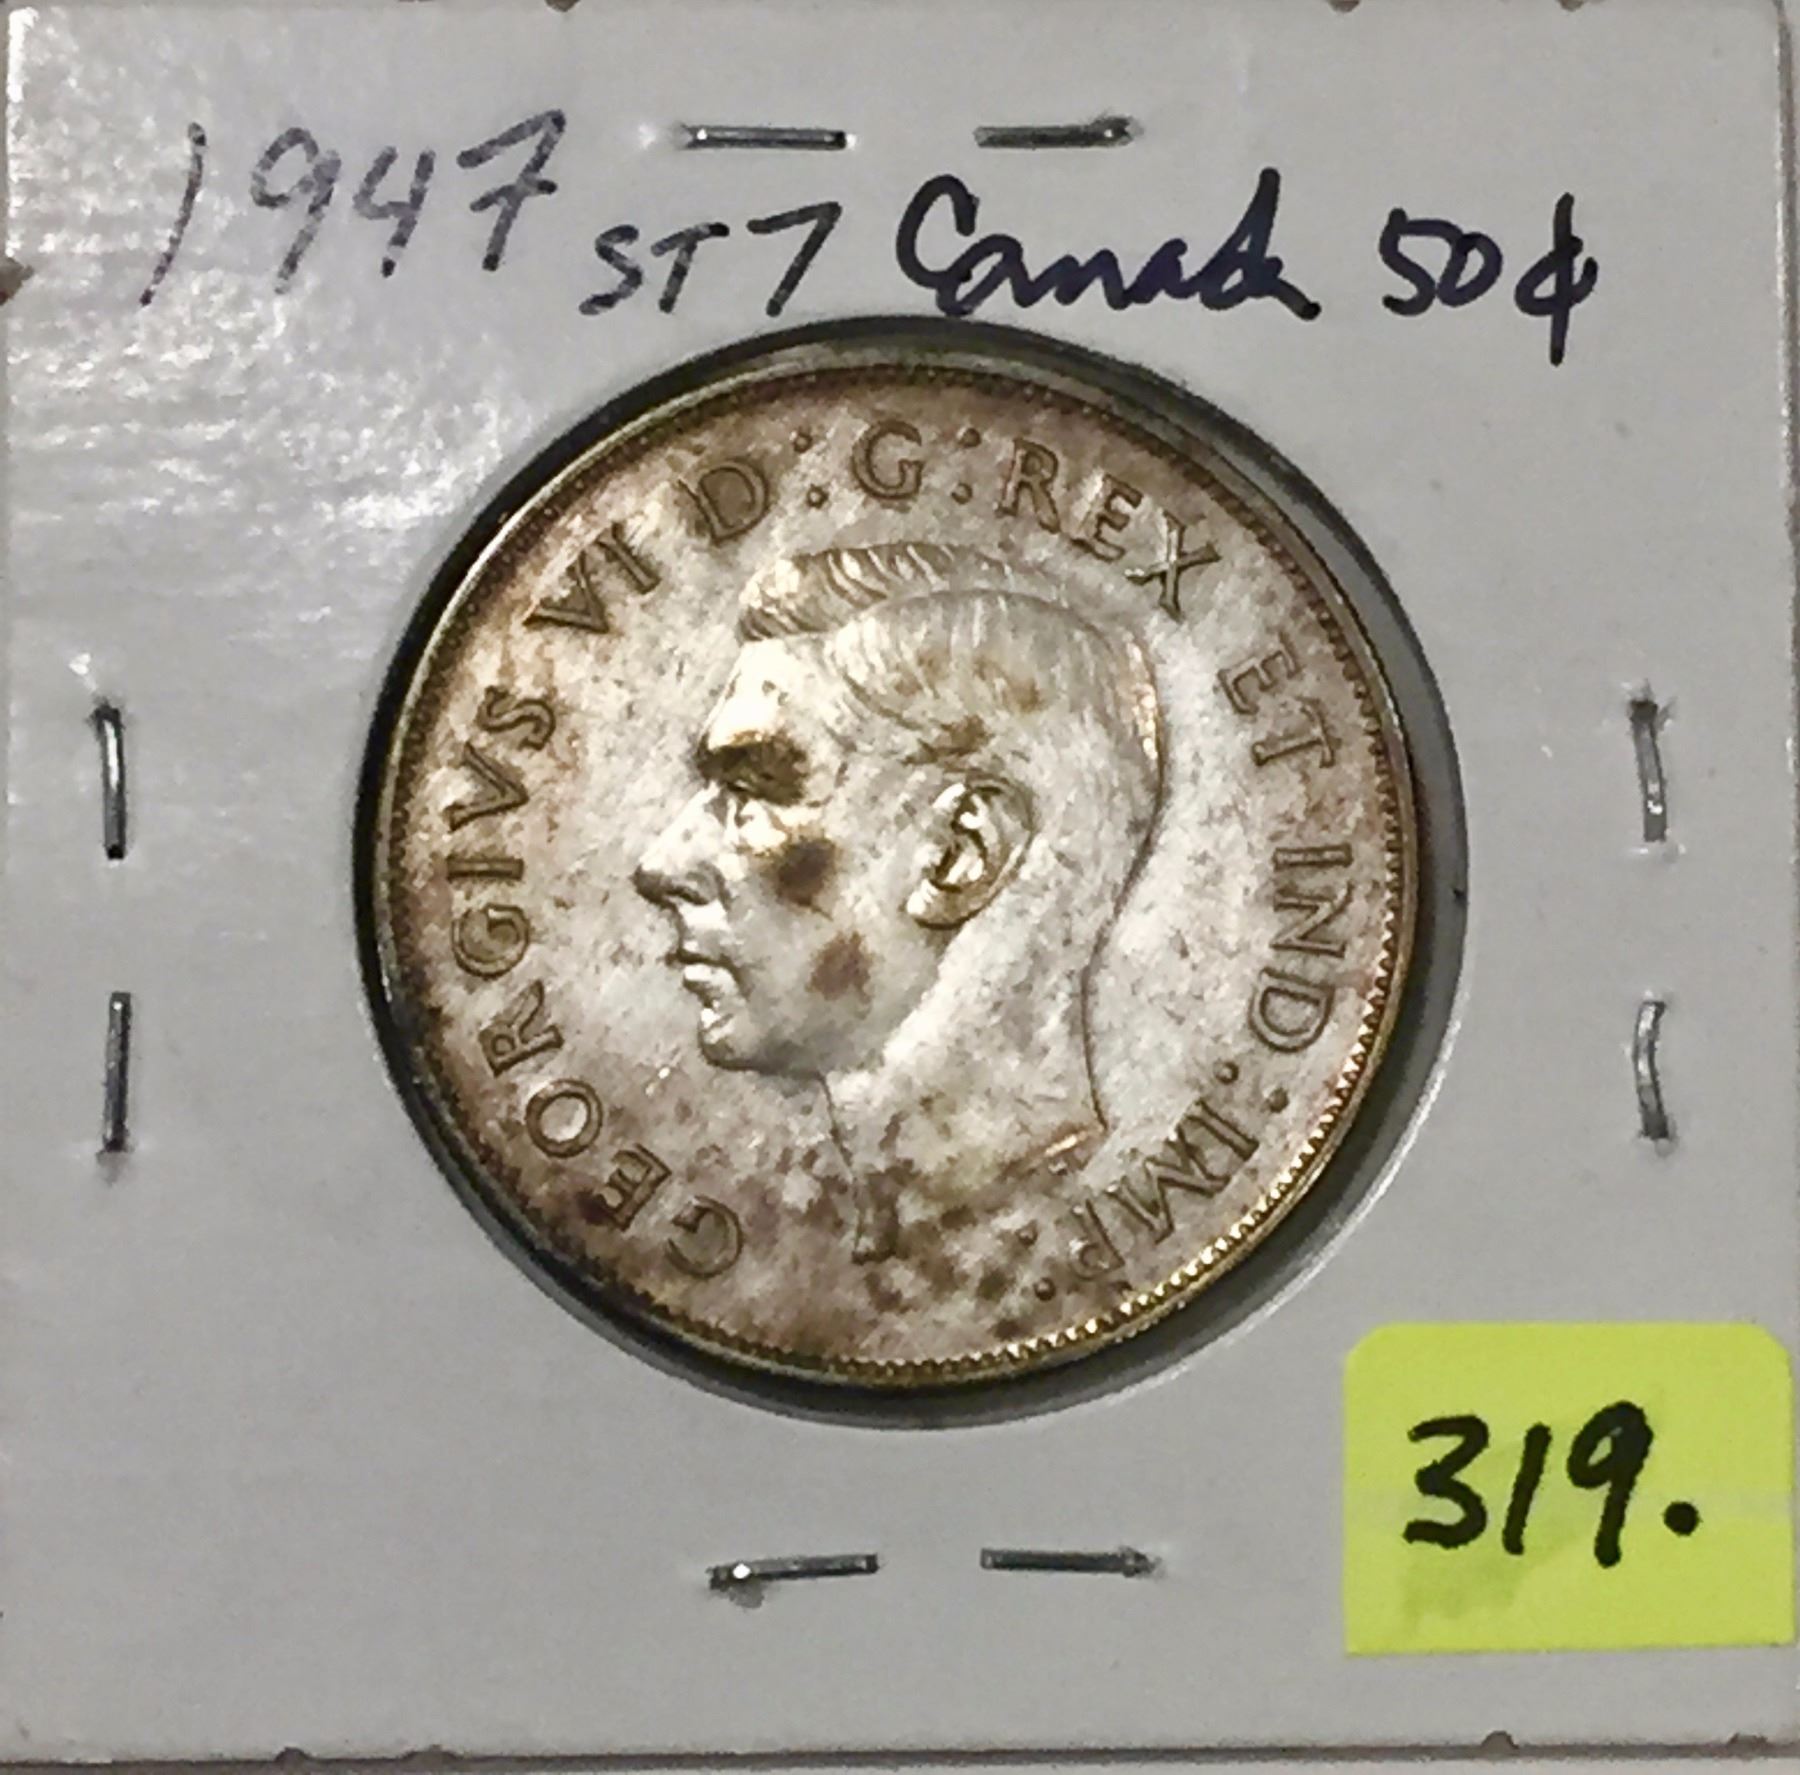 1947 ST7 Canada 50¢
GEORGIVS VI D:G:REX ET IND:IMP:
319.